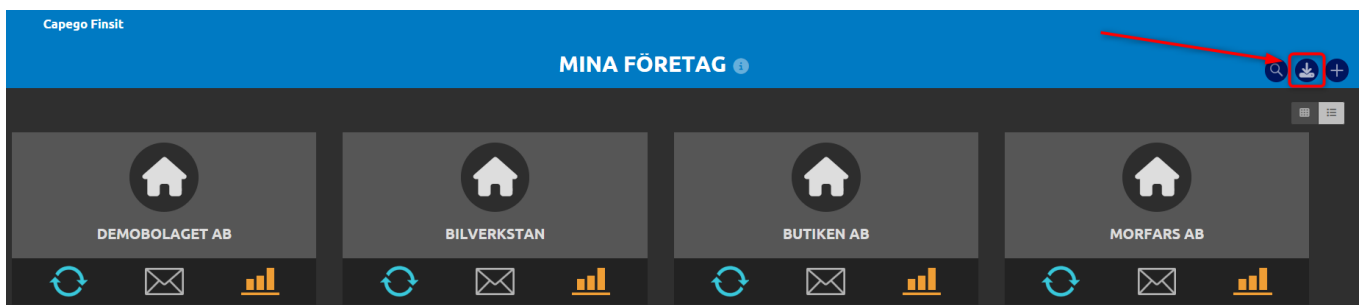 Capego Finsit
MINA FÖRETAG
DEMOBOLAGET AB
BILVERKSTAN
BUTIKEN AB
MORFARS AB